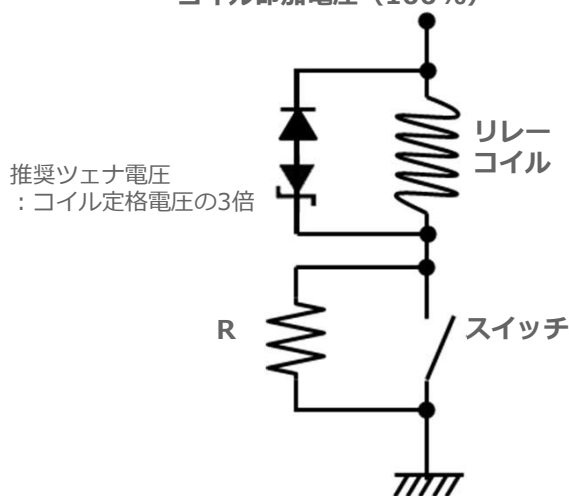 コイル印加電圧（100%）
推奨ツェナ電圧
：コイル定格電圧の3倍
リレー
コイル
R
スイッチ